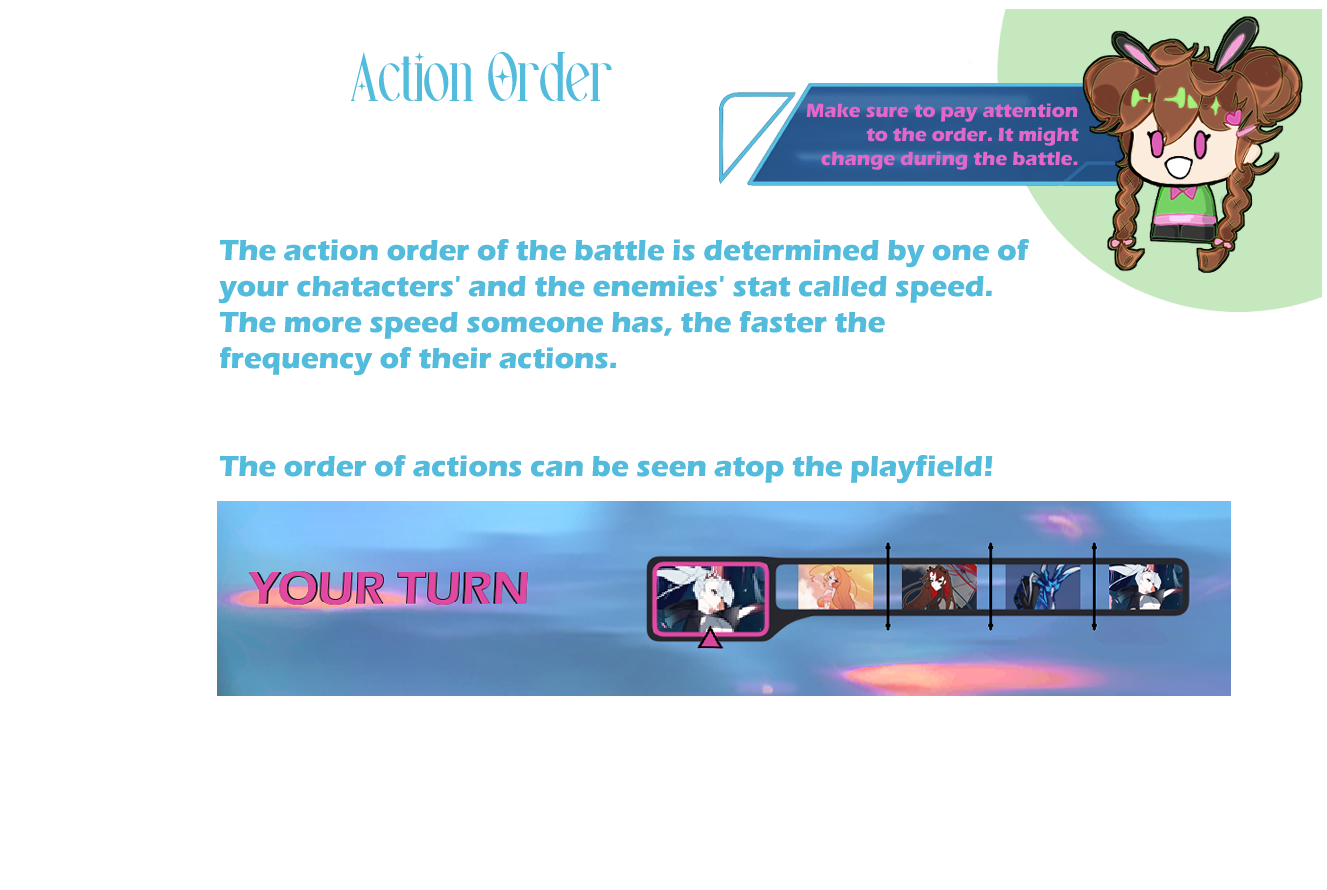 Action Order
Make sure to pay attention
to the order. It might
change during the battle.
The action order of the battle is determined by one of
your chatacters' and the enemies' stat called speed.
The more speed someone has, the faster the
frequency of their actions.
The order of actions can be seen atop the playfield!
YOUR TURN